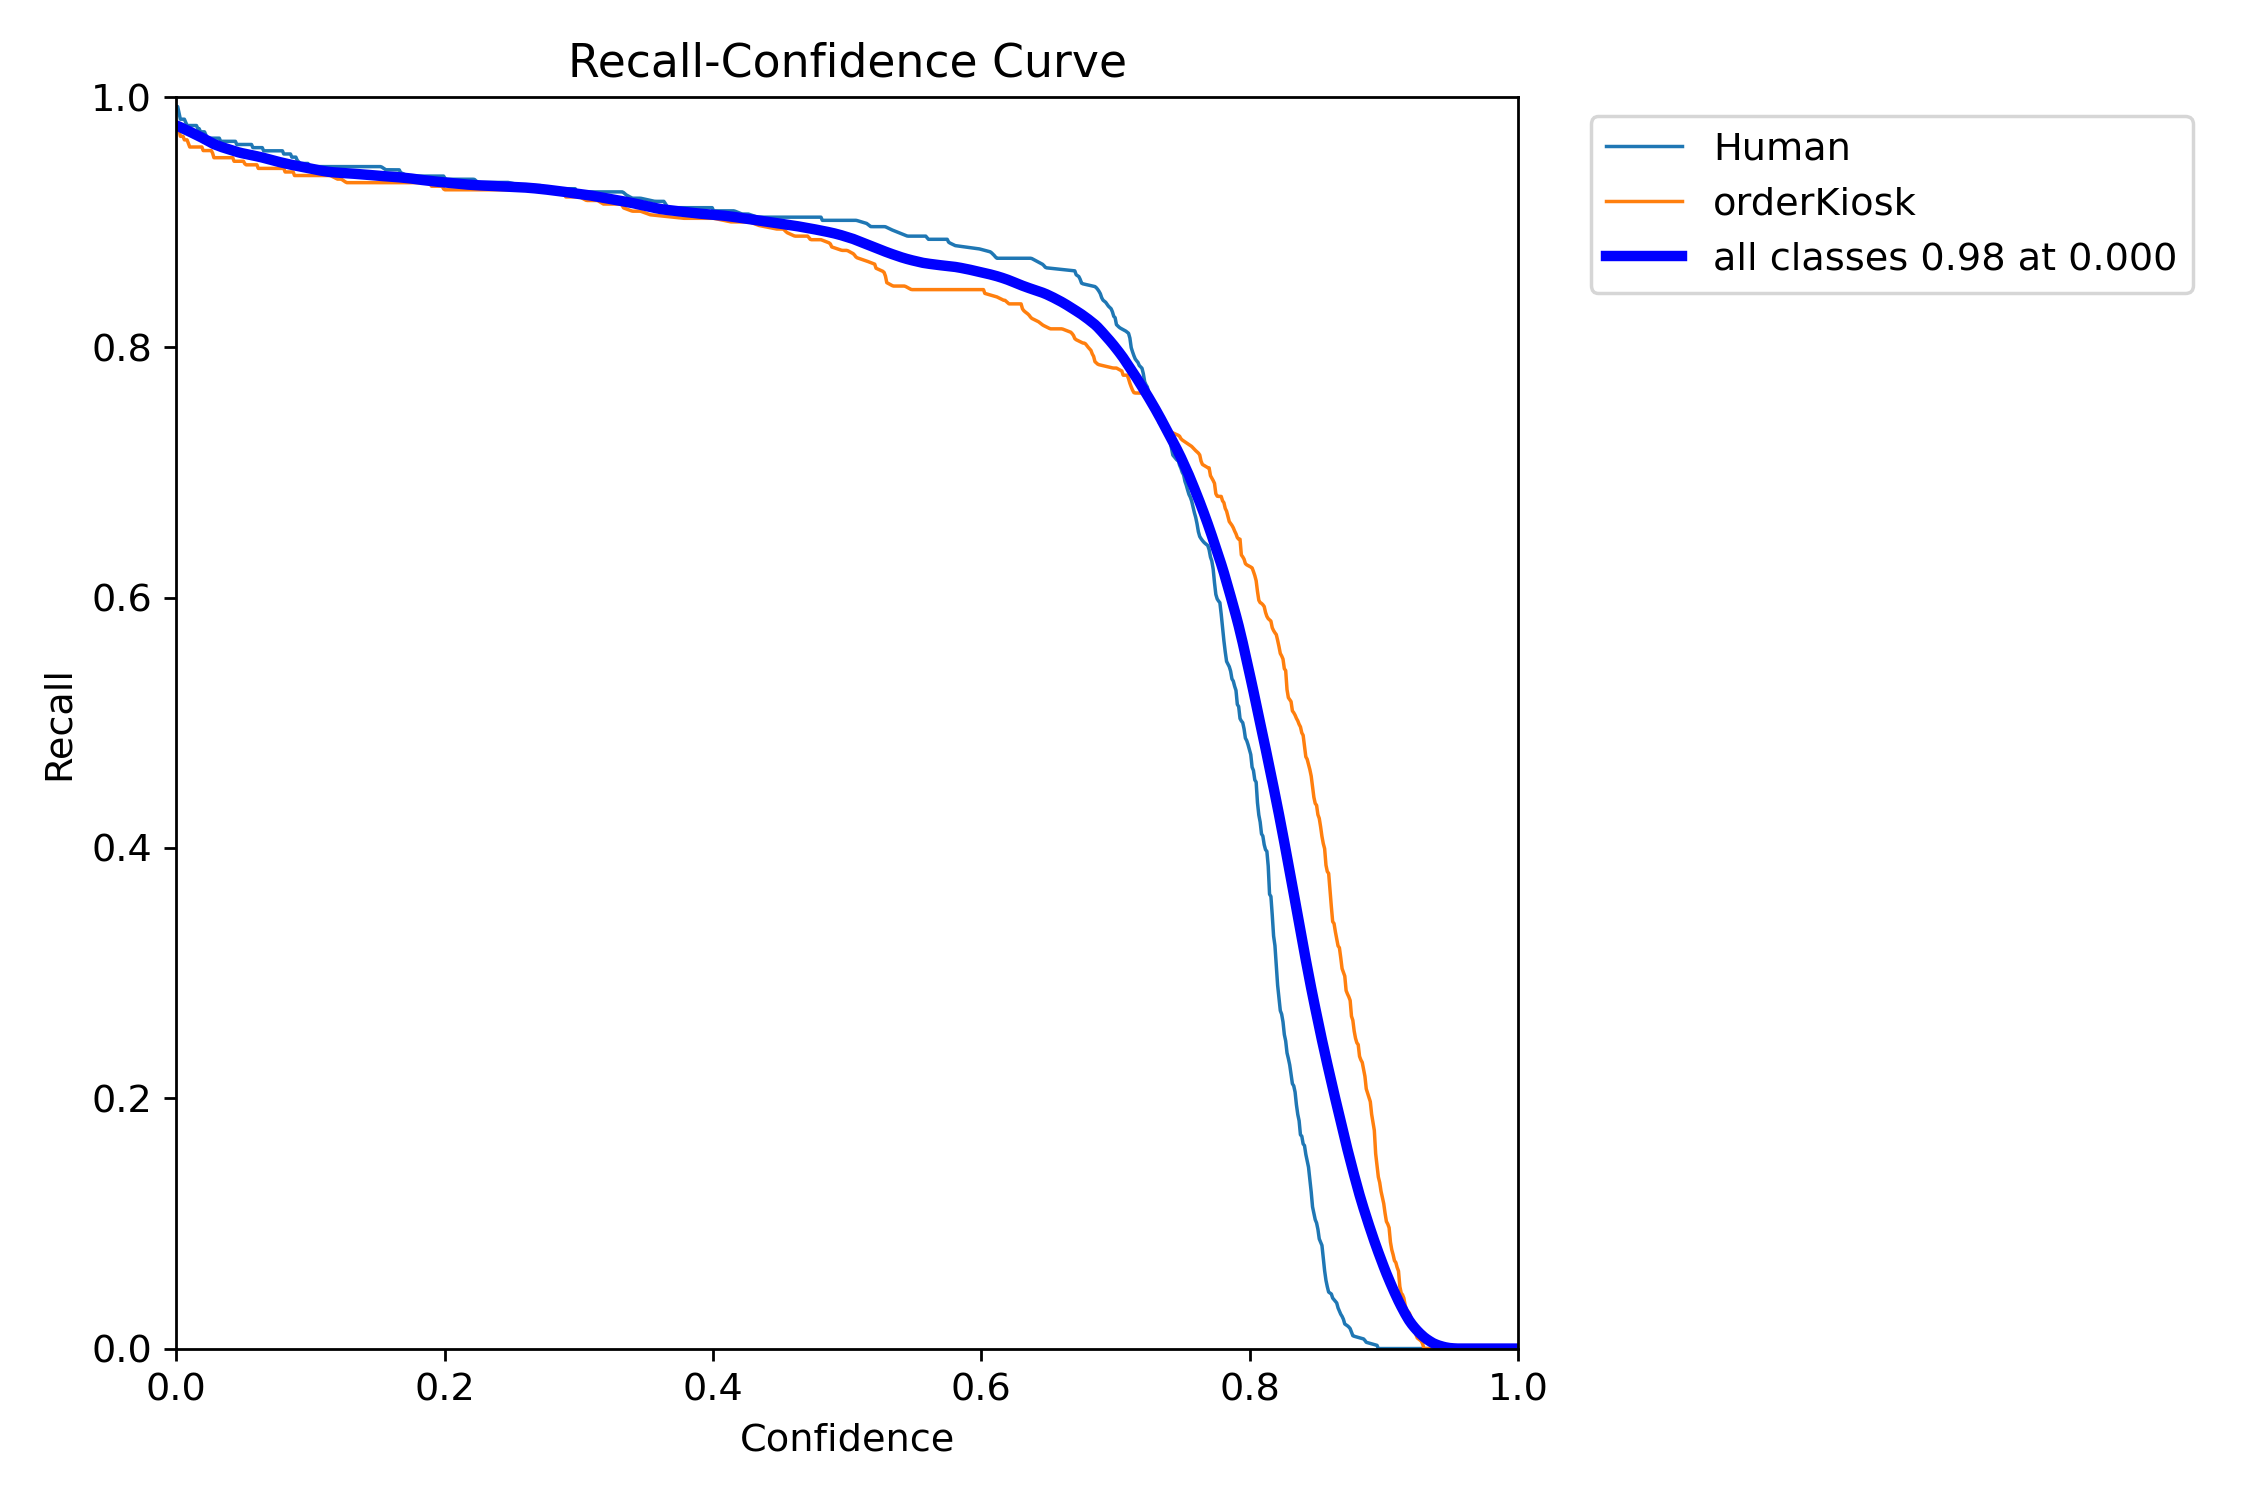 Recall-Confidence Curve
1.0
0.8
0.6
0.4
0.2
0.0
Recall
0.0 0.2 0.4 0.6 0.8 1.0
Confidence
Human
orderKiosk
all classes 0.98 at 0.000